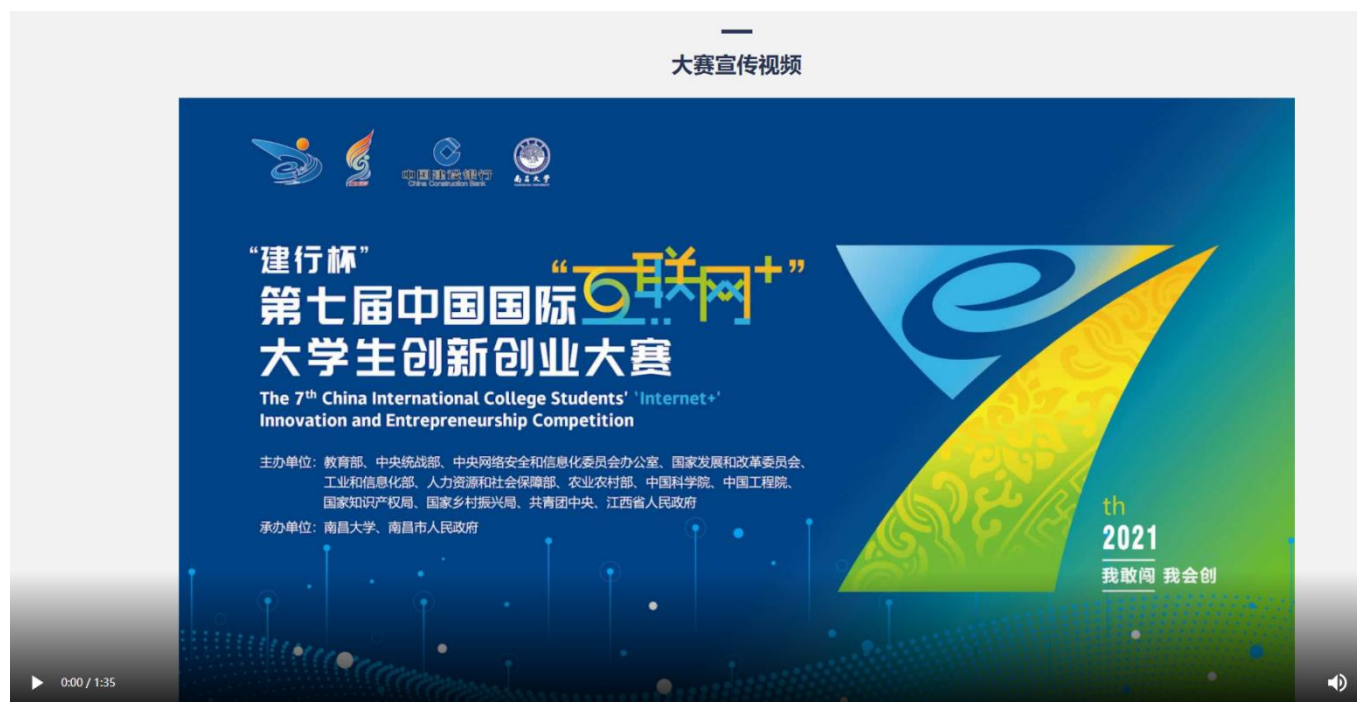 大赛宣传视频
中国建设银行
China Construction Bank
南昌大学
“建行杯”
第七届中国国际“互联网+”
大学生创新创业大赛
The 7th China International College Students' 'Internet+'
Innovation and Entrepreneurship Competition
主办单位：教育部、中央统战部、中央网络安全和信息化委员会办公室、国家发展和改革委员会、
工业和信息化部、人力资源和社会保障部、农业农村部、中国科学院、中国工程院、
国家知识产权局、国家乡村振兴局、共青团中央、江西省人民政府
承办单位：南昌大学、南昌市人民政府
7
th
2021
我敢闯 我会创
0:00 / 1:35